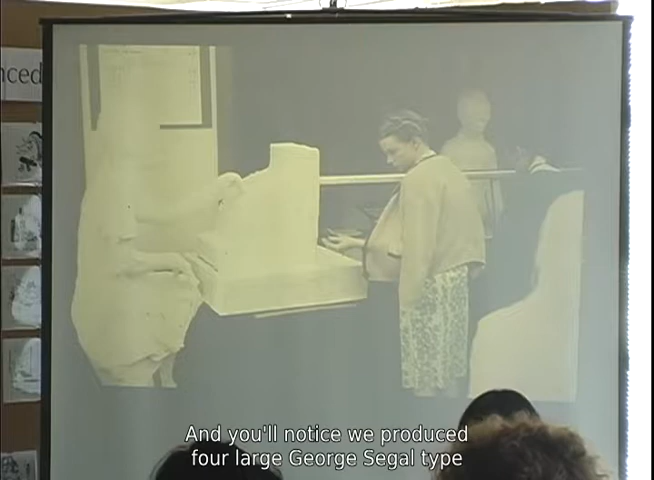 nced
And you'll notice we produced
four large George Segal type